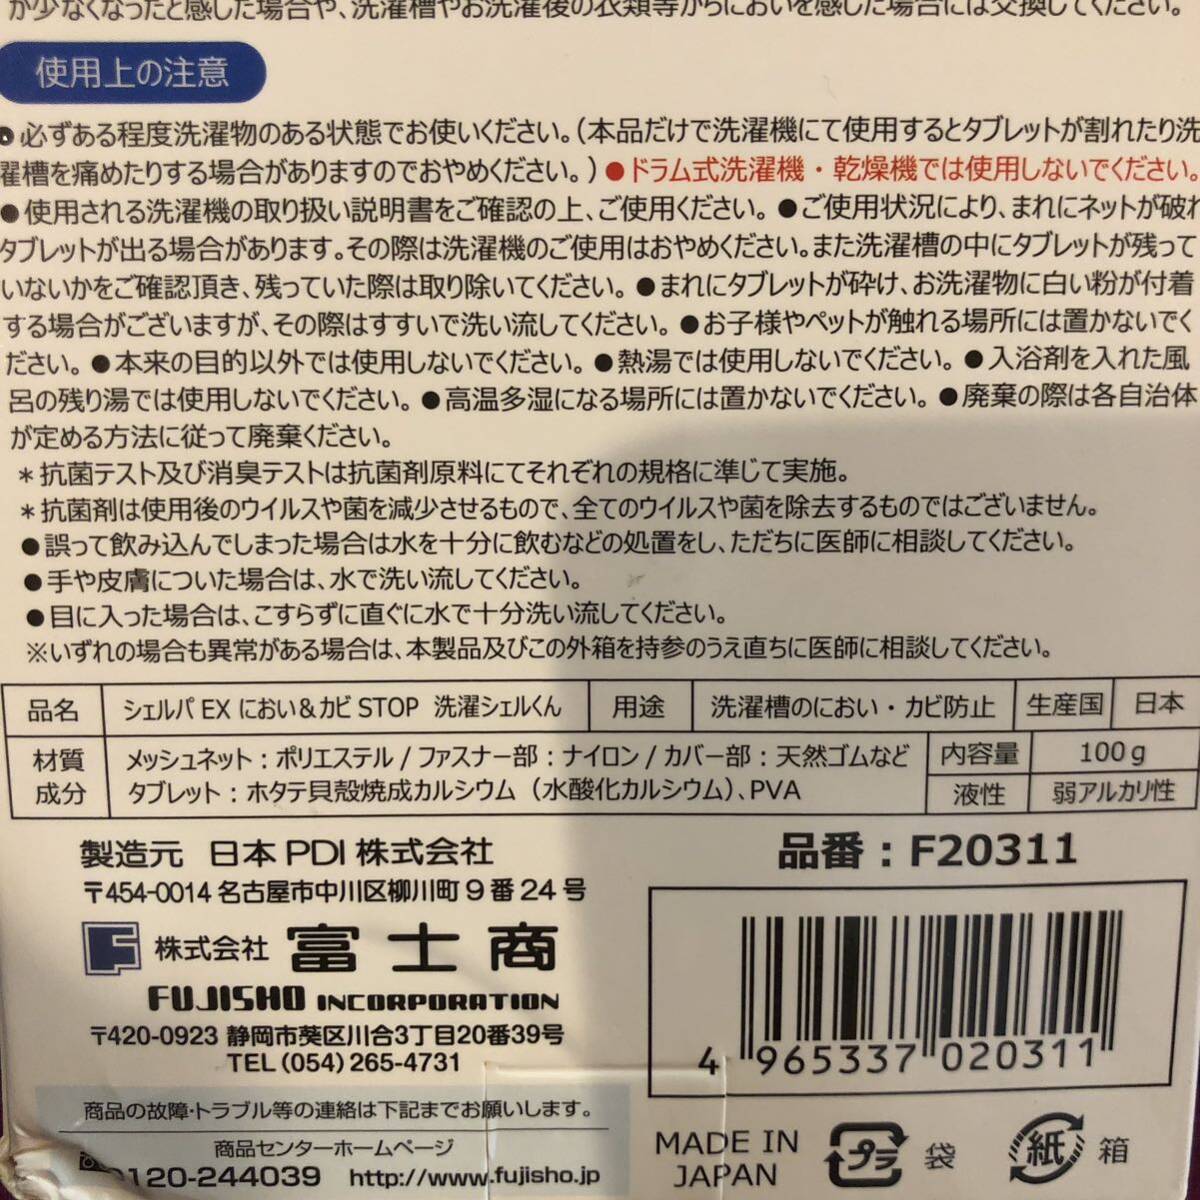 が少なくなったと感じた場合や、洗濯槽やお洗濯後の衣類等からにおいを感じた場合には交換してください。
使用上の注意
●必ずある程度洗濯物のある状態でお使いください。(本品だけで洗濯機にて使用するとタブレットが割れたり洗
濯槽を痛めたりする場合がありますのでおやめください。)●ドラム式洗濯機・乾燥機では使用しないでください。
●使用される洗濯機の取り扱い説明書をご確認の上、ご使用ください。●ご使用状況により、まれにネットが破れ
タブレットが出る場合があります。その際は洗濯機のご使用はおやめください。また洗濯槽の中にタブレットが残って
いないかをご確認頂き、残っていた際は取り除いてください。●まれにタブレットが砕け、お洗濯物に白い粉が付着
する場合がございますが、その際はすすいで洗い流してください。●お子様やペットが触れる場所には置かないでく
ださい。●本来の目的以外では使用しないでください。●熱湯では使用しないでください。●入浴剤を入れた風
呂の残り湯では使用しないでください。●高温多湿になる場所には置かないでください。●廃棄の際は各自治体
が定める方法に従って廃棄ください。
＊抗菌テスト及び消臭テストは抗菌剤原料にてそれぞれの規格に準じて実施。
＊抗菌剤は使用後のウイルスや菌を減少させるもので、全てのウイルスや菌を除去するものではございません。
●誤って飲み込んでしまった場合は水を十分に飲むなどの処置をし、ただちに医師に相談してください。
●手や皮膚についた場合は、水で洗い流してください。
●目に入った場合は、こすらずに直ぐに水で十分洗い流してください。
※いずれの場合も異常がある場合は、本製品及びこの外箱を持参のうえ直ちに医師に相談してください。
品名 シェルパEX におい＆カビ STOP 洗濯シェルくん 用途 洗濯槽のにおい・カビ防止 生産国 日本
材質 メッシュネット：ポリエステル / ファスナー部：ナイロン / カバー部：天然ゴムなど 内容量 100g
成分 タブレット：ホタテ貝殻焼成カルシウム（水酸化カルシウム）、PVA 液性 弱アルカリ性
製造元 日本PDI株式会社
〒454-0014 名古屋市中川区柳川町9番24号
品番：F20311
株式会社 富士商
FUJISHO INCORPORATION
〒420-0923 静岡市葵区川合3丁目20番39号
TEL (054) 265-4731
4 965337 020311
商品の故障・トラブル等の連絡は下記までお願いします。
商品センターホームページ
0120-244039 http://www.fujisho.jp
MADE IN
JAPAN
プラ 袋
紙 箱